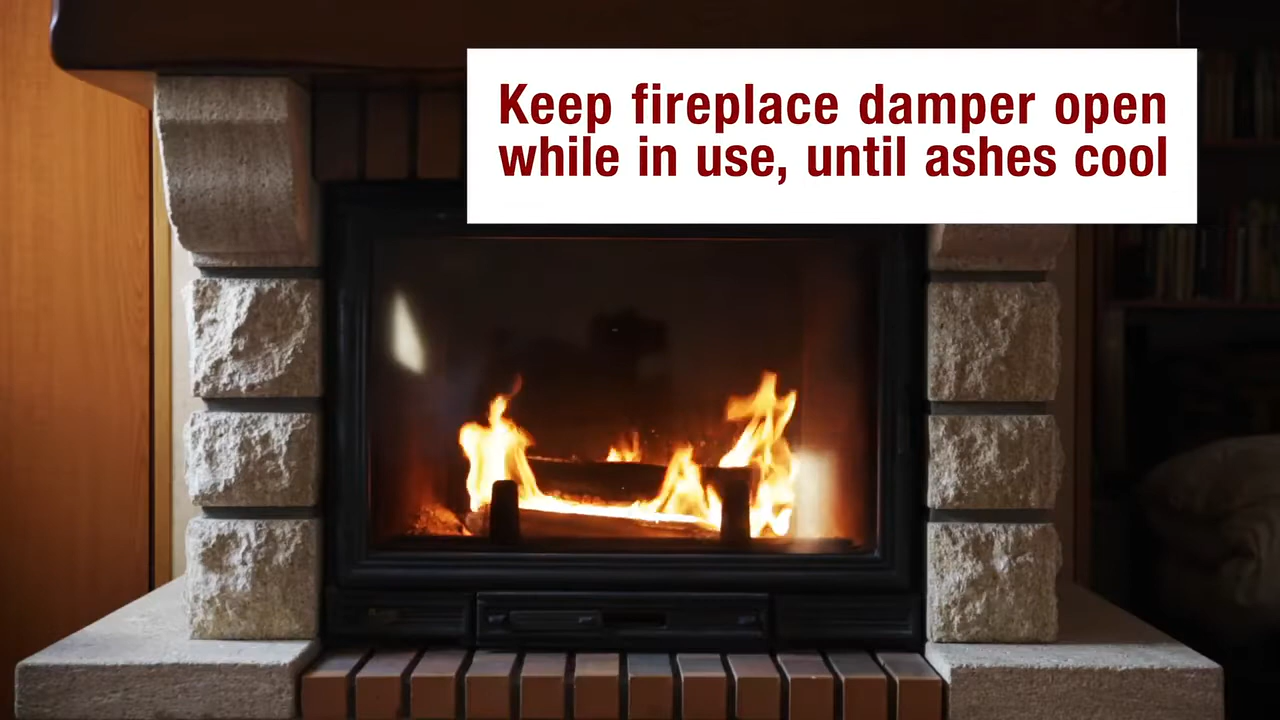 Keep fireplace damper open
while in use, until ashes cool